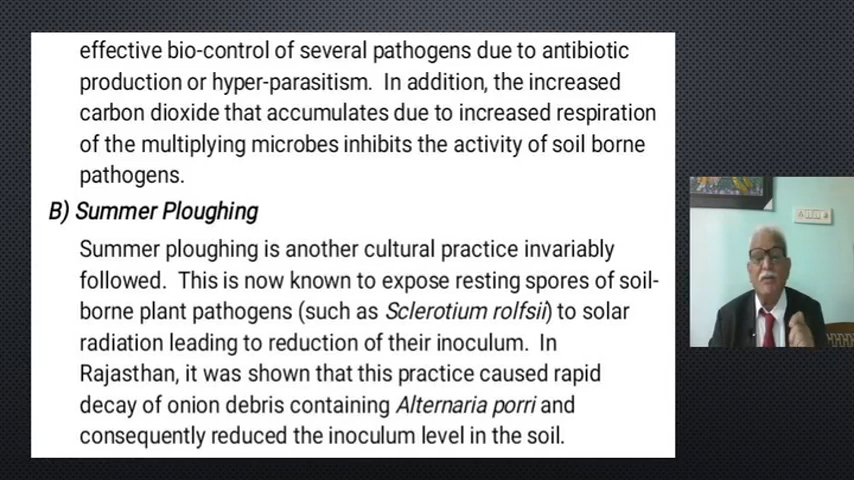 effective bio-control of several pathogens due to antibiotic
production or hyper-parasitism. In addition, the increased
carbon dioxide that accumulates due to increased respiration
of the multiplying microbes inhibits the activity of soil borne
pathogens.
B) Summer Ploughing
Summer ploughing is another cultural practice invariably
followed. This is now known to expose resting spores of soil-
borne plant pathogens (such as Sclerotium rolfsii) to solar
radiation leading to reduction of their inoculum. In
Rajasthan, it was shown that this practice caused rapid
decay of onion debris containing Alternaria porri and
consequently reduced the inoculum level in the soil.